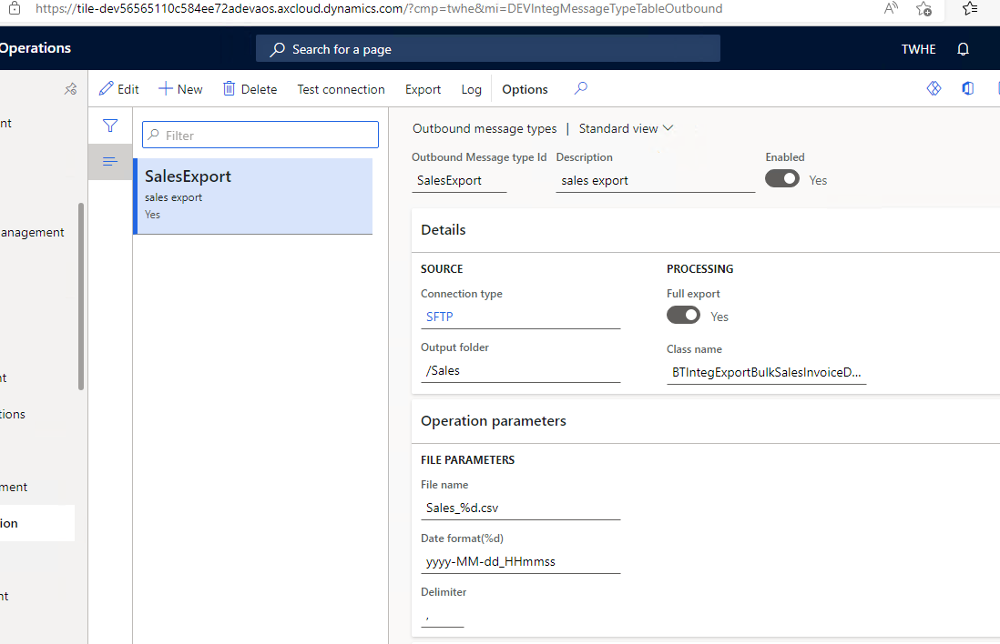 https://tile-dev56565110c584ee72adevaos.axcloud.dynamics.com/?cmp=twhe&mi=DEVIntegMessageTypeTableOutbound
Operations
Search for a page
TWHE
Edit
New
Delete
Test connection
Export
Log
Options
nt
anagement
nt
tions
ment
ion
nt
Filter
SalesExport
sales export
Yes
Outbound message types | Standard view
Outbound Message type Id
Description
Enabled
SalesExport
sales export
Yes
Details
SOURCE
PROCESSING
Connection type
Full export
SFTP
Yes
Output folder
Class name
/Sales
BTIntegExportBulkSalesInvoiceD...
Operation parameters
FILE PARAMETERS
File name
Sales_%d.csv
Date format(%d)
yyyy-MM-dd_HHmmss
Delimiter
,